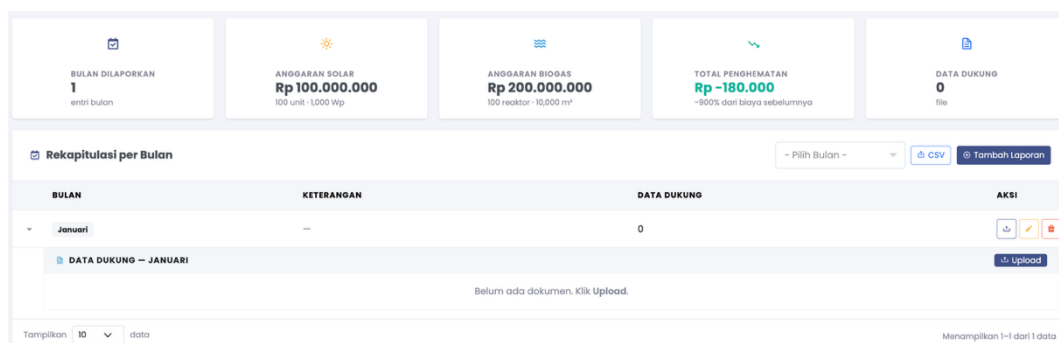 BULAN DILAPORKAN
1
entri bulan
ANGGARAN SOLAR
Rp 100.000.000
100 unit · 1,000 Wp
ANGGARAN BIOGAS
Rp 200.000.000
100 reaktor · 10,000 m³
TOTAL PENGHEMATAN
Rp -180.000
-900% dari biaya sebelumnya
DATA DUKUNG
0
file
Rekapitulasi per Bulan
- Pilih Bulan -
CSV
Tambah Laporan
BULAN KETERANGAN DATA DUKUNG AKSI
Januari — 0
DATA DUKUNG — JANUARI
Upload
Belum ada dokumen. Klik Upload.
Tampilkan 10 data
Menampilkan 1–1 dari 1 data